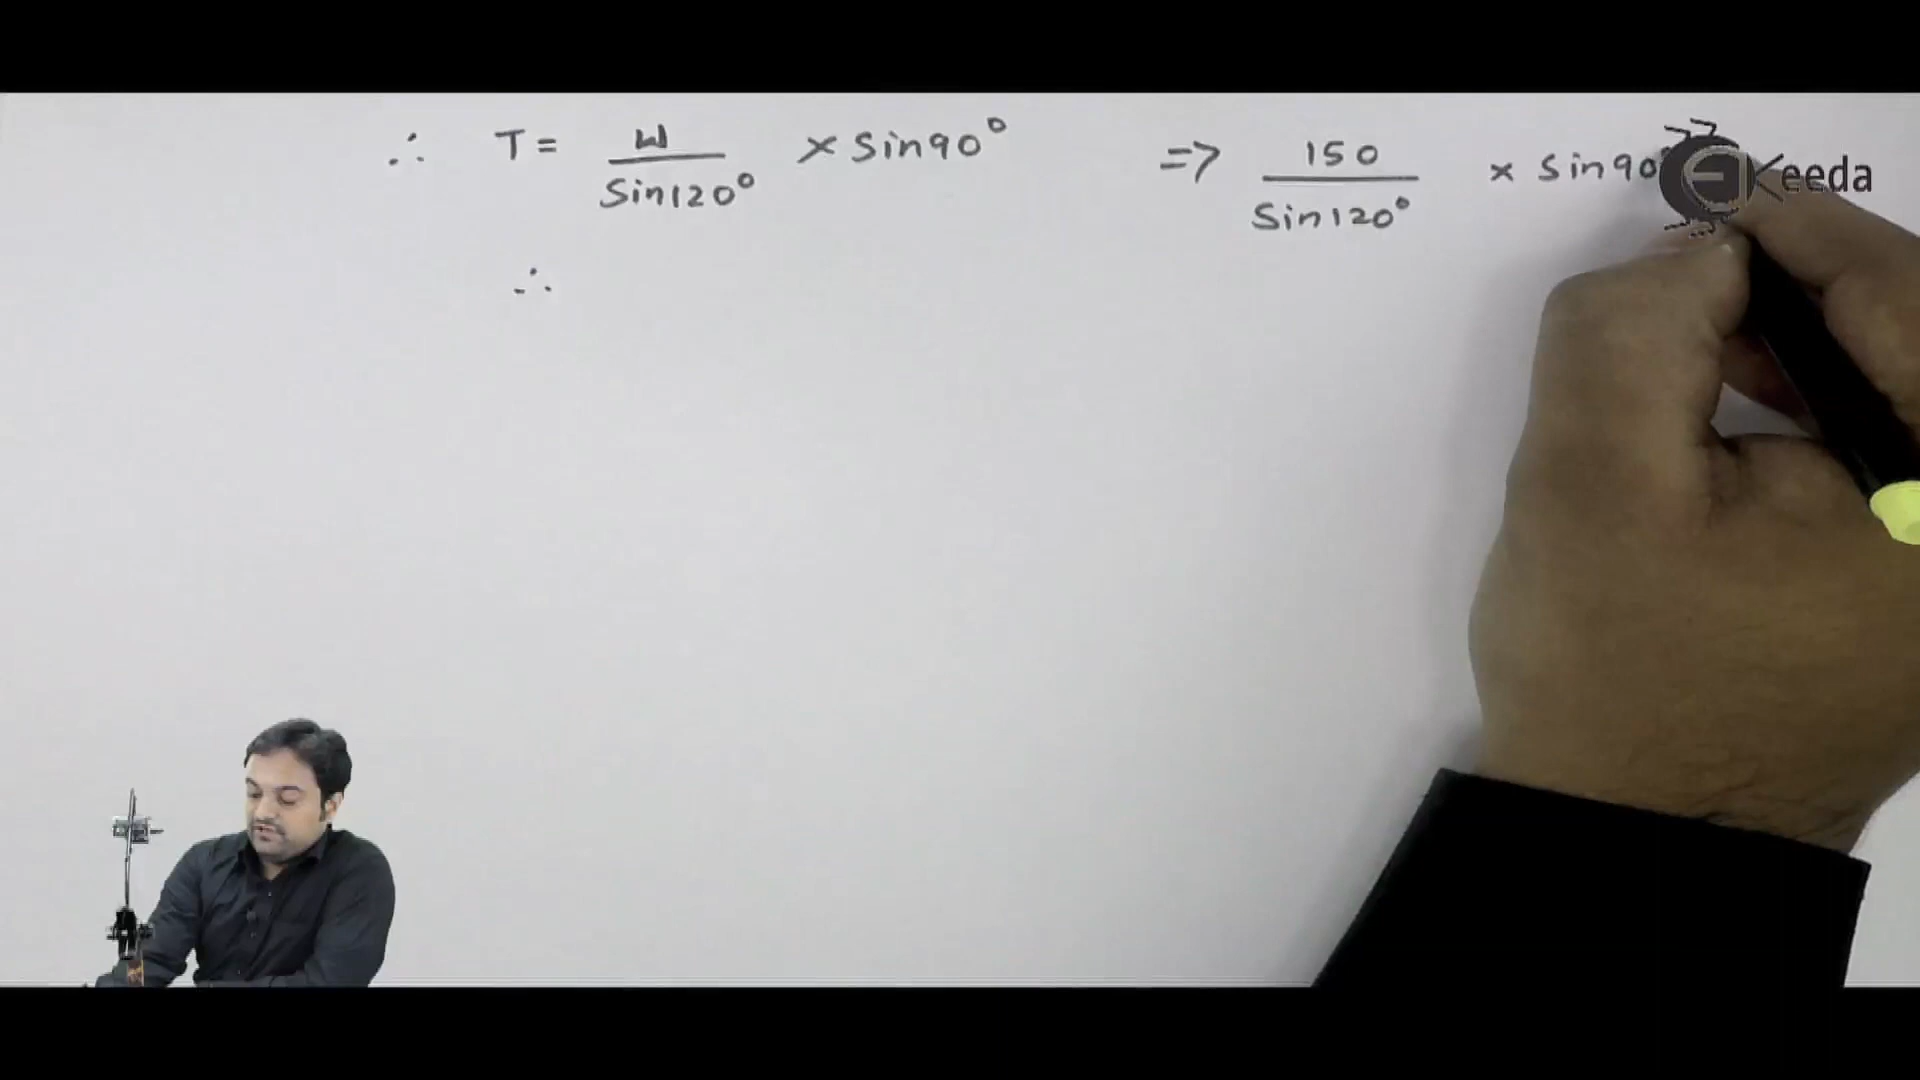 ∴ T = W / Sin120° × Sin90° => 150 / Sin120° × Sin90°
∴
Keeda